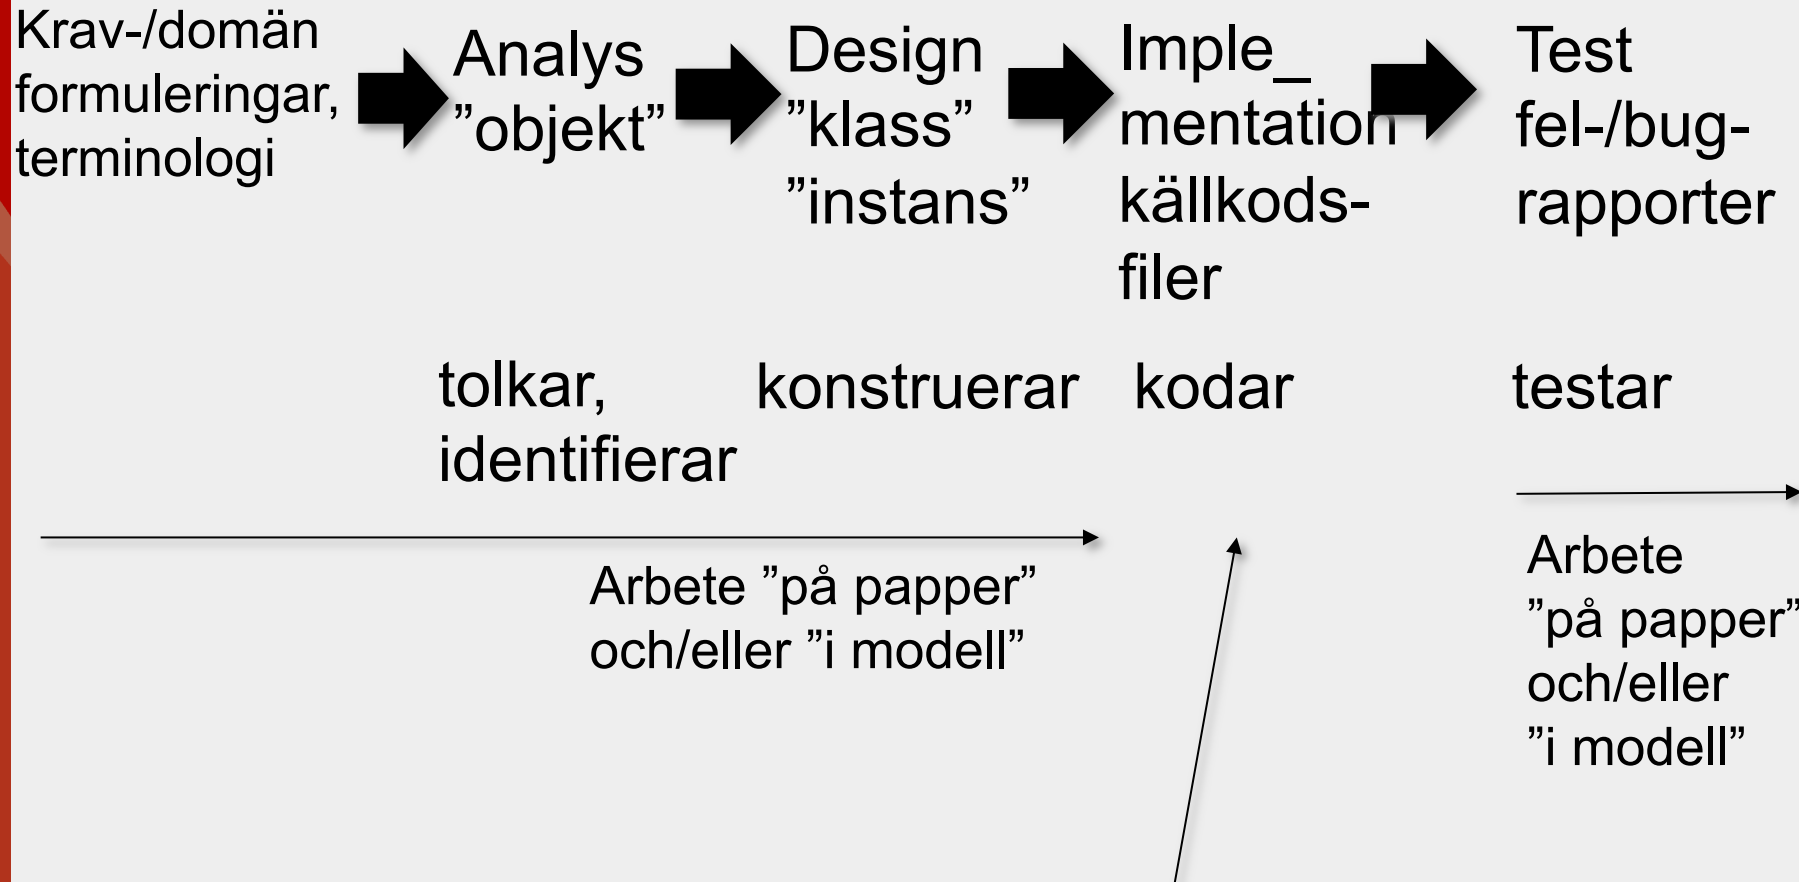 Krav-/domän
formuleringar,
terminologi
Analys
”objekt”
Design
”klass”
”instans”
Imple_
mentation
källkods-
filer
Test
fel-/bug-
rapporter
tolkar,
identifierar
konstruerar
kodar
testar
Arbete ”på papper”
och/eller ”i modell”
Arbete
”på papper”
och/eller
”i modell”